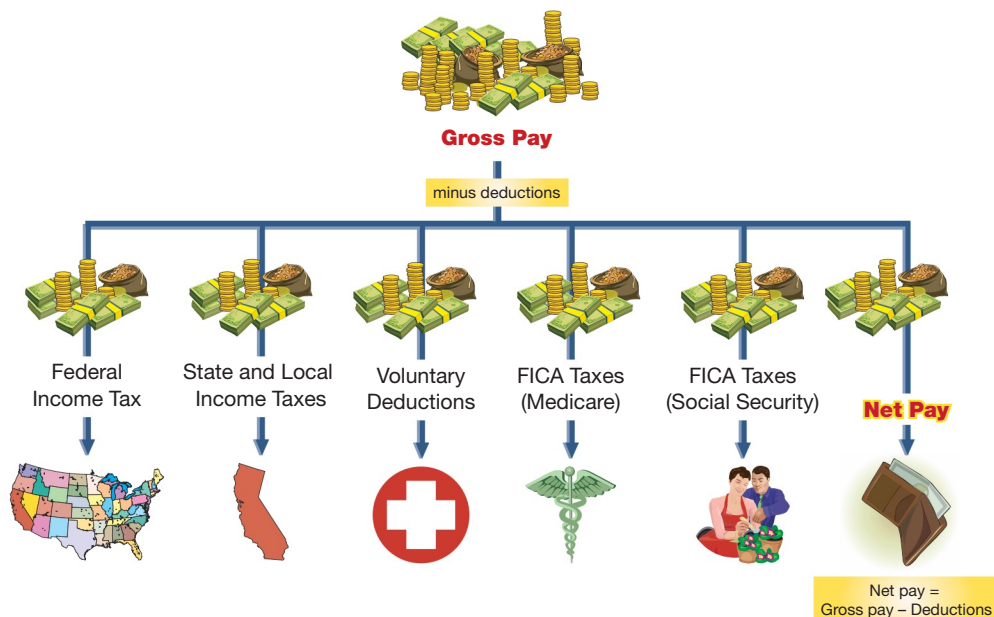 Gross Pay
minus deductions
Federal
Income Tax
State and Local
Income Taxes
Voluntary
Deductions
FICA Taxes
(Medicare)
FICA Taxes
(Social Security)
Net Pay
Net pay =
Gross pay – Deductions